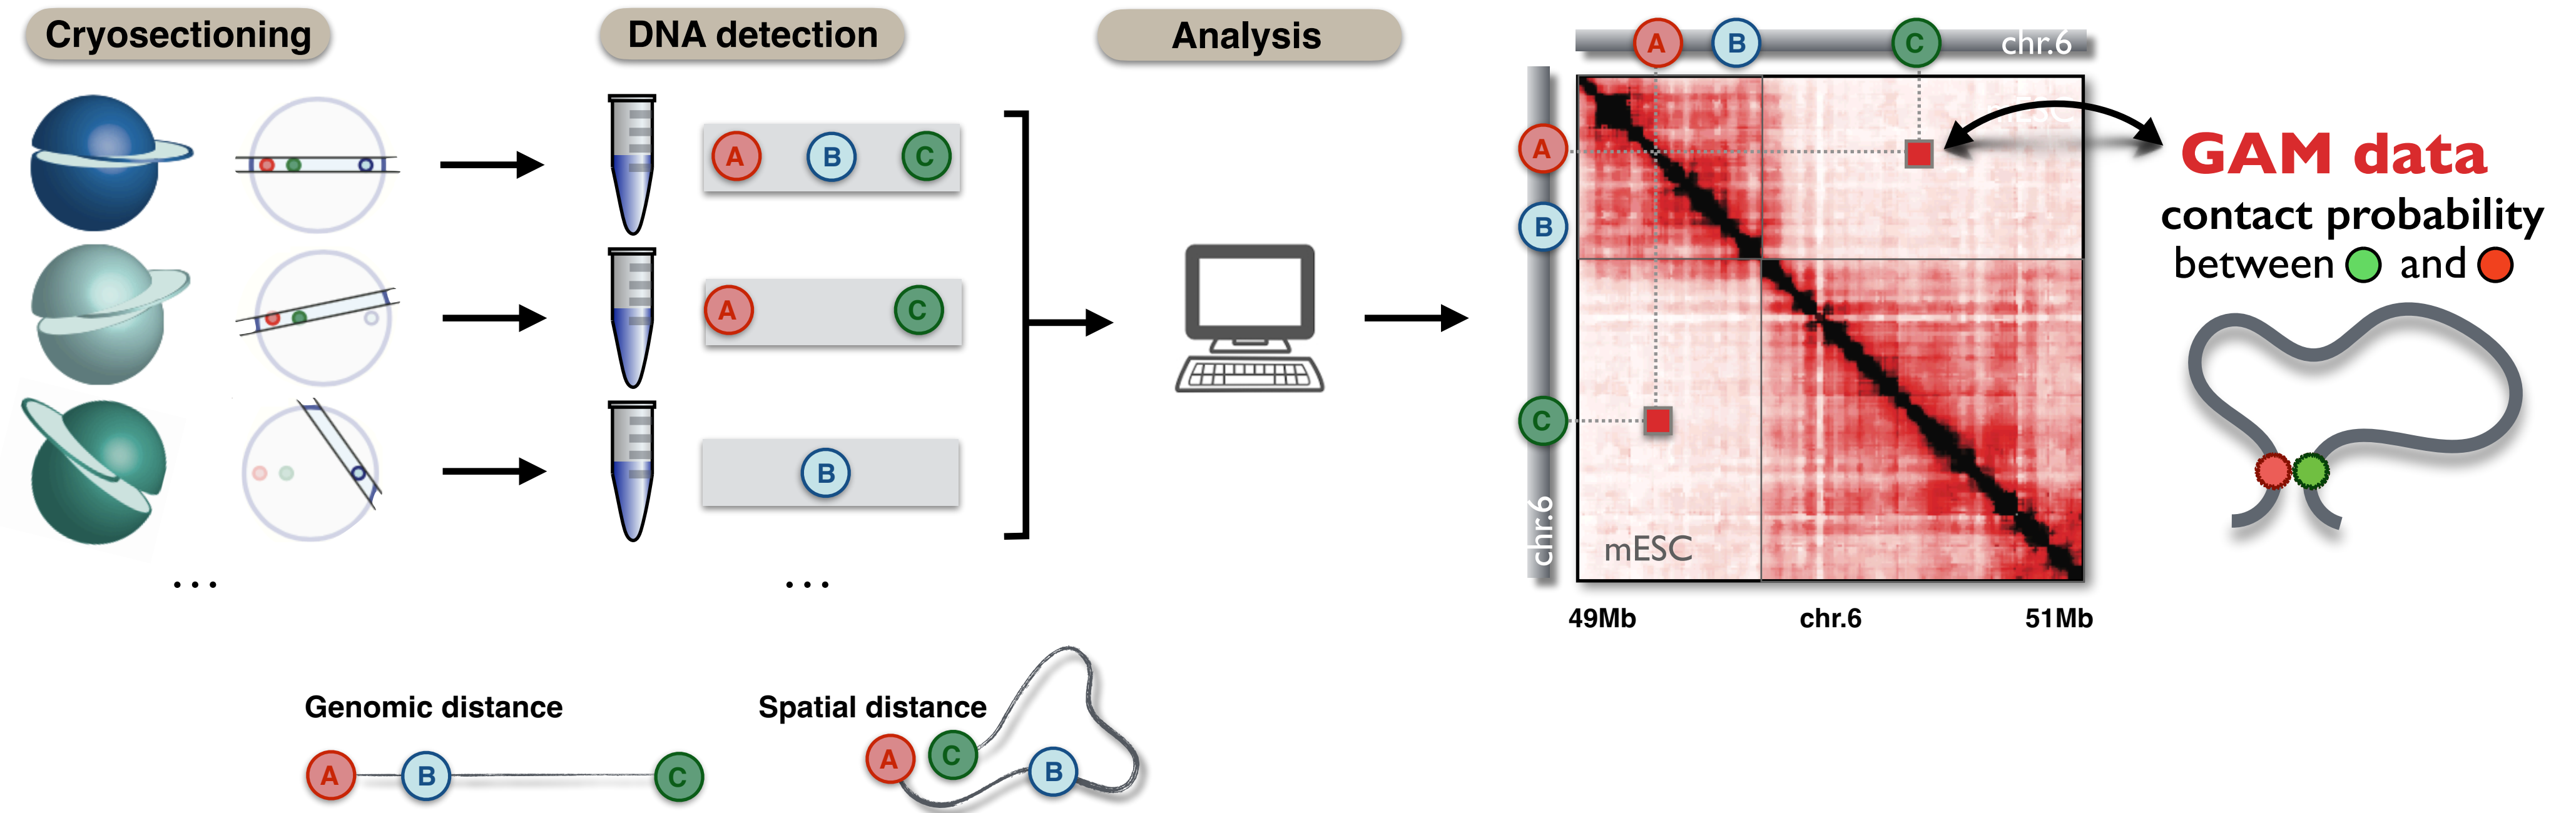 Cryosectioning
DNA detection
Analysis
A B C
A C
B
...
...
A B C chr.6
A
B
C
chr.6
mESC
49Mb chr.6 51Mb
GAM data
contact probability
between and
Genomic distance
A B C
Spatial distance
A C B